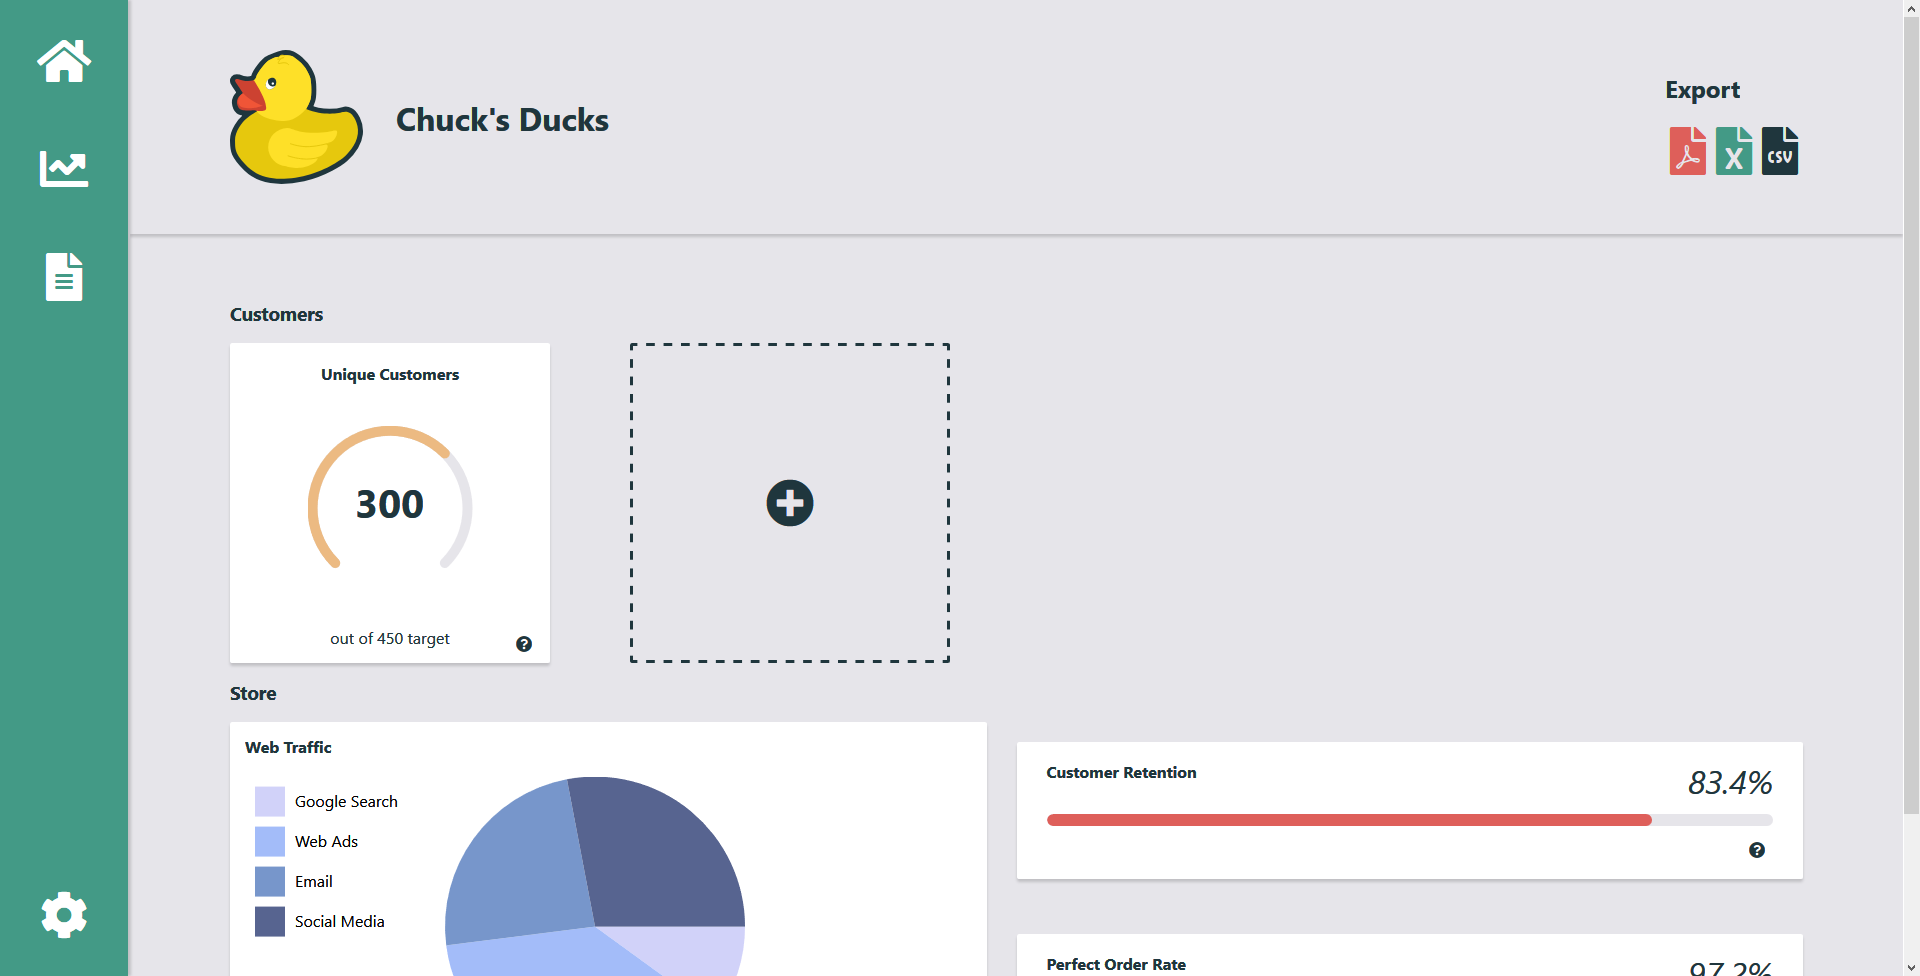 Chuck's Ducks
Export
CSV
Customers
Unique Customers
300
out of 450 target
Store
Web Traffic
Google Search
Web Ads
Email
Social Media
Customer Retention
83.4%
Perfect Order Rate
97.2%